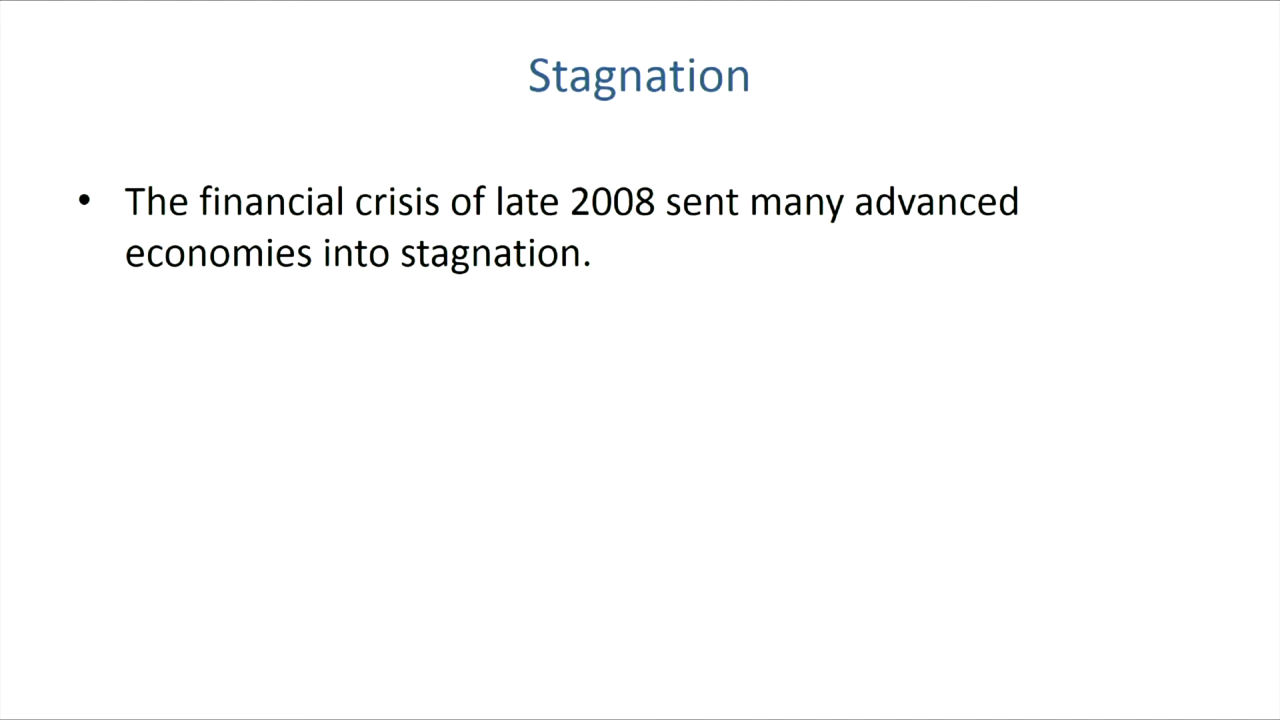 Stagnation
• The financial crisis of late 2008 sent many advanced
economies into stagnation.